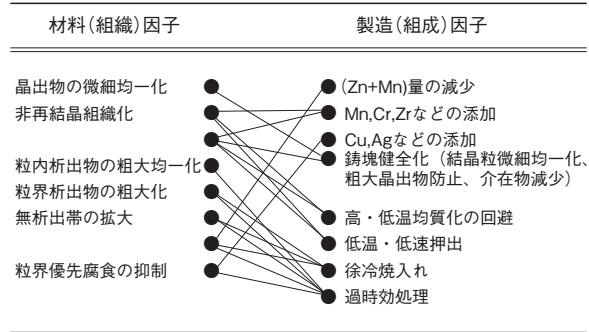 材料（組織）因子
製造（組成）因子
晶出物の微細均一化
(Zn+Mn)量の減少
非再結晶組織化
Mn,Cr,Zrなどの添加
Cu,Agなどの添加
鋳塊健全化（結晶粒微細均一化、
粗大晶出物防止、介在物減少）
粒内析出物の粗大均一化
粒界析出物の粗大化
無析出帯の拡大
高・低温均質化の回避
低温・低速押出
粒界優先腐食の抑制
徐冷焼入れ
過時効処理